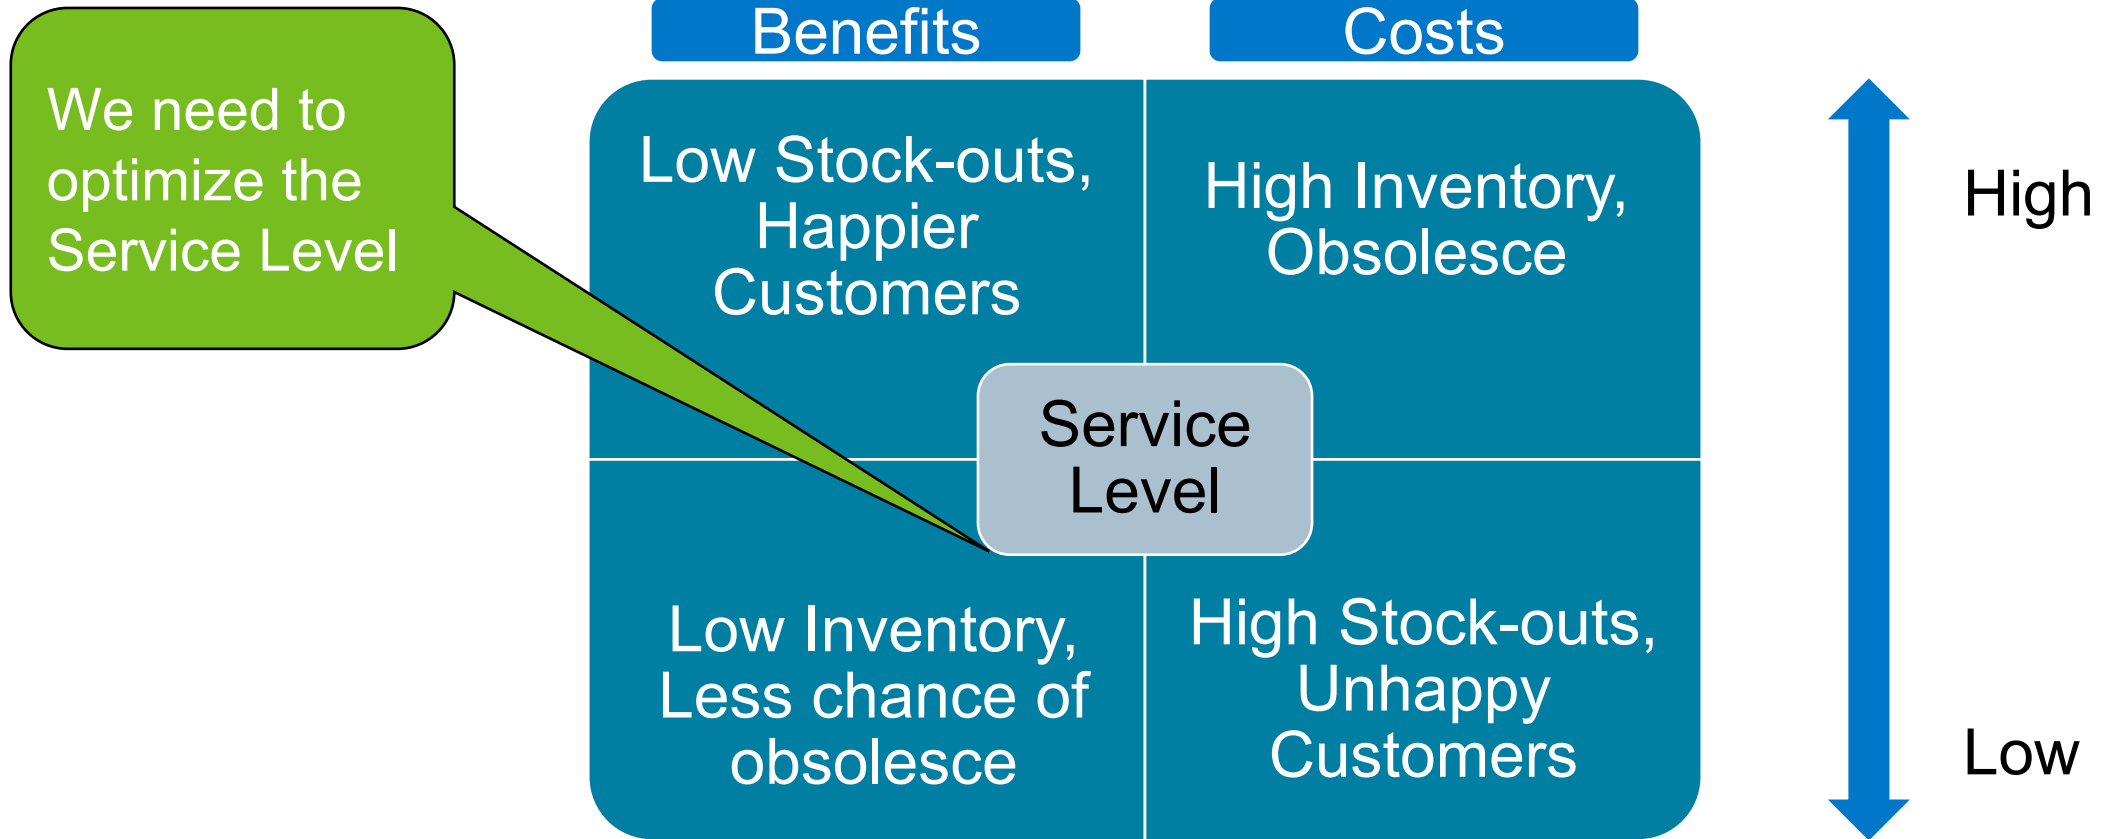 Benefits
Costs
We need to
optimize the
Service Level
Low Stock-outs,
Happier
Customers
High Inventory,
Obsolesce
High
Service
Level
Low Inventory,
Less chance of
obsolesce
High Stock-outs,
Unhappy
Customers
Low